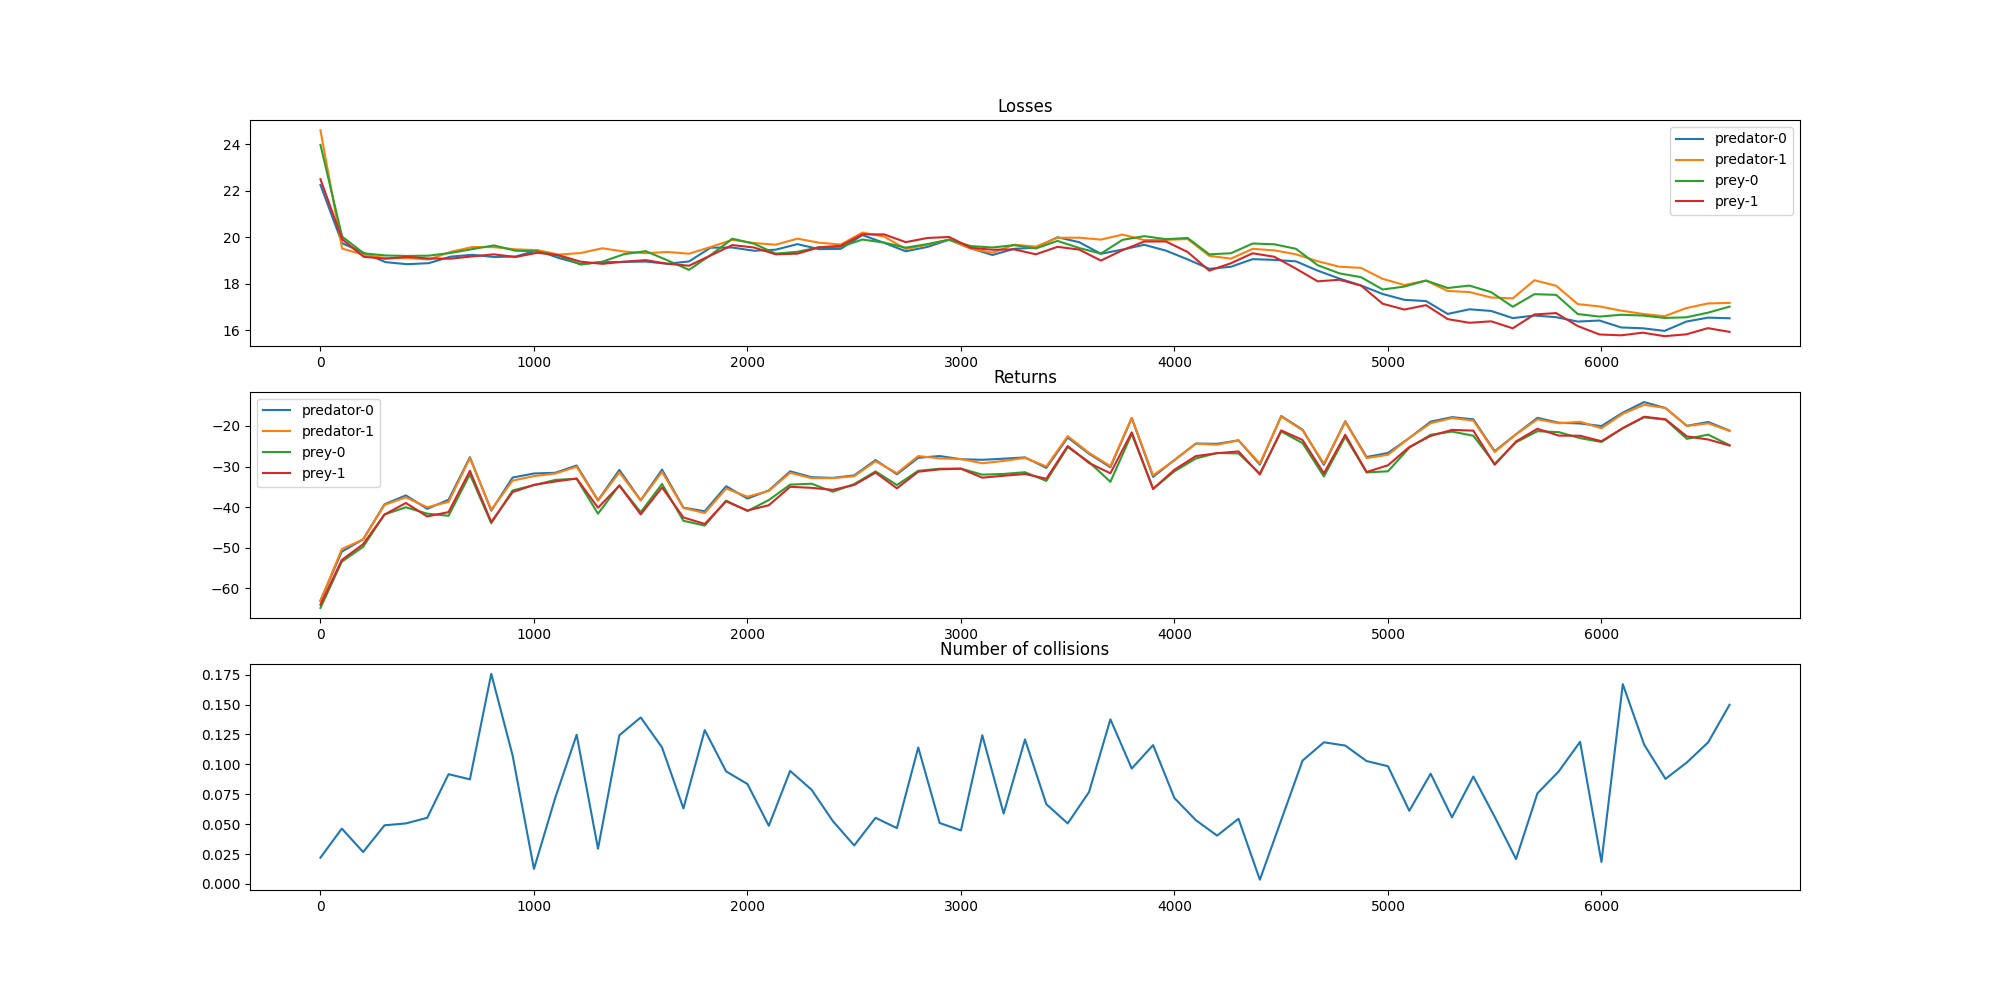 Losses
24
22
20
18
16
predator-0
predator-1
prey-0
prey-1
0 1000 2000 3000 4000 5000 6000
Returns
−20
−30
−40
−50
−60
predator-0
predator-1
prey-0
prey-1
0 1000 2000 3000 4000 5000 6000
Number of collisions
0.175
0.150
0.125
0.100
0.075
0.050
0.025
0.000
0 1000 2000 3000 4000 5000 6000